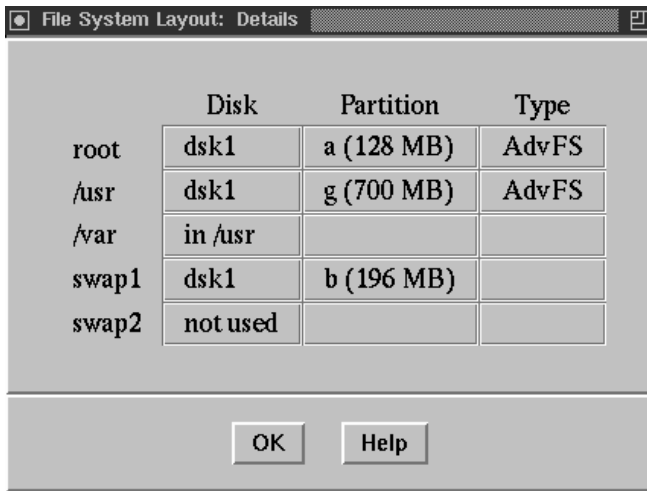 File System Layout: Details
Disk Partition Type
root dsk1 a (128 MB) AdvFS
/usr dsk1 g (700 MB) AdvFS
/var in /usr
swap1 dsk1 b (196 MB)
swap2 not used
OK Help